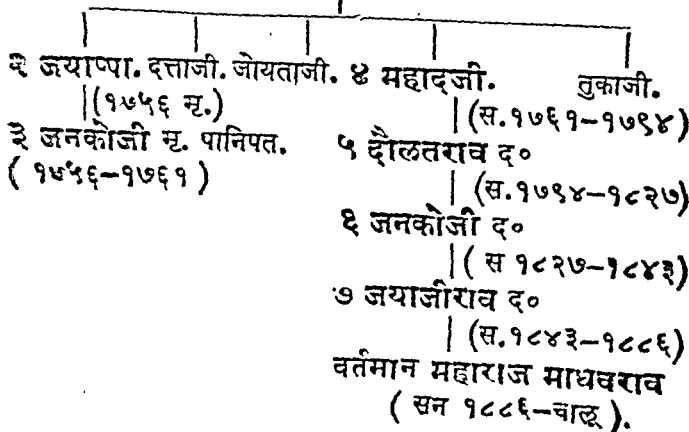 २ जयाप्पा. दत्ताजी. जोयताजी. ४ महादजी. तुकाजी.
(१७५६ मृ.) (स.१७६१-१७९४)
३ जनकोजी मृ. पानिपत. ५ दौलतराव द०
( १७५६-१७६१ ) (स.१७९४-१८२७)
६ जनकोजी द०
( स १८२७-१८४३)
७ जयाजीराव द०
(स.१८४३-१८८६)
वर्तमान महाराज माधवराव
( सन १८८६-चालू ).